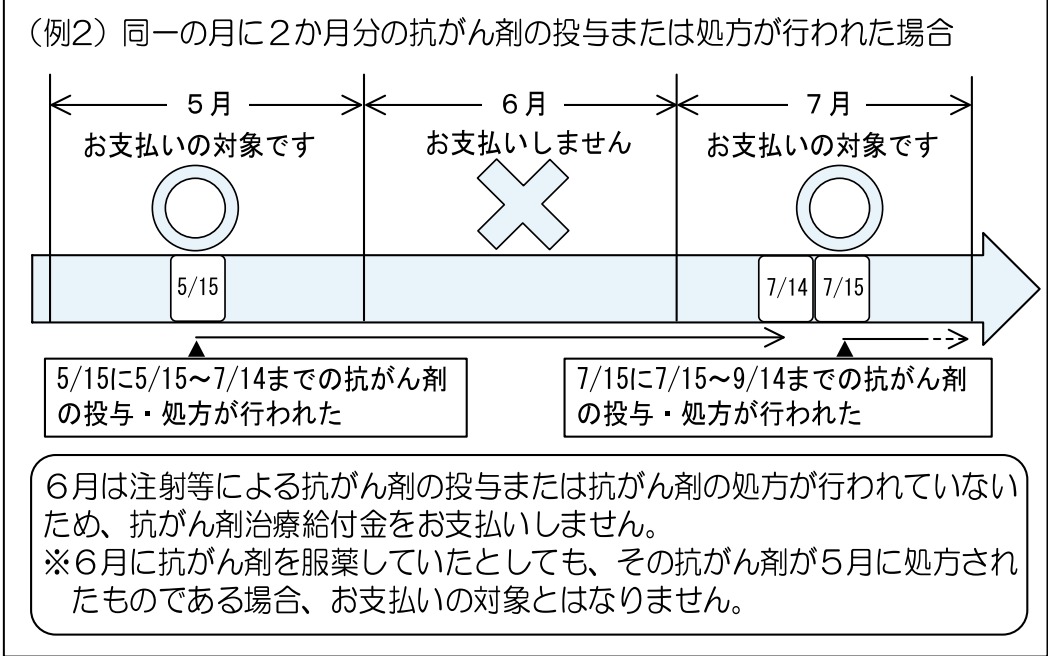 （例2）同一の月に２か月分の抗がん剤の投与または処方が行われた場合
5月
6月
7月
お支払いの対象です
お支払いしません
お支払いの対象です
5/15
7/14
7/15
5/15に5/15～7/14までの抗がん剤
の投与・処方が行われた
7/15に7/15～9/14までの抗がん剤
の投与・処方が行われた
６月は注射等による抗がん剤の投与または抗がん剤の処方が行われていない
ため、抗がん剤治療給付金をお支払いしません。
※６月に抗がん剤を服薬していたとしても、その抗がん剤が５月に処方され
たものである場合、お支払いの対象とはなりません。